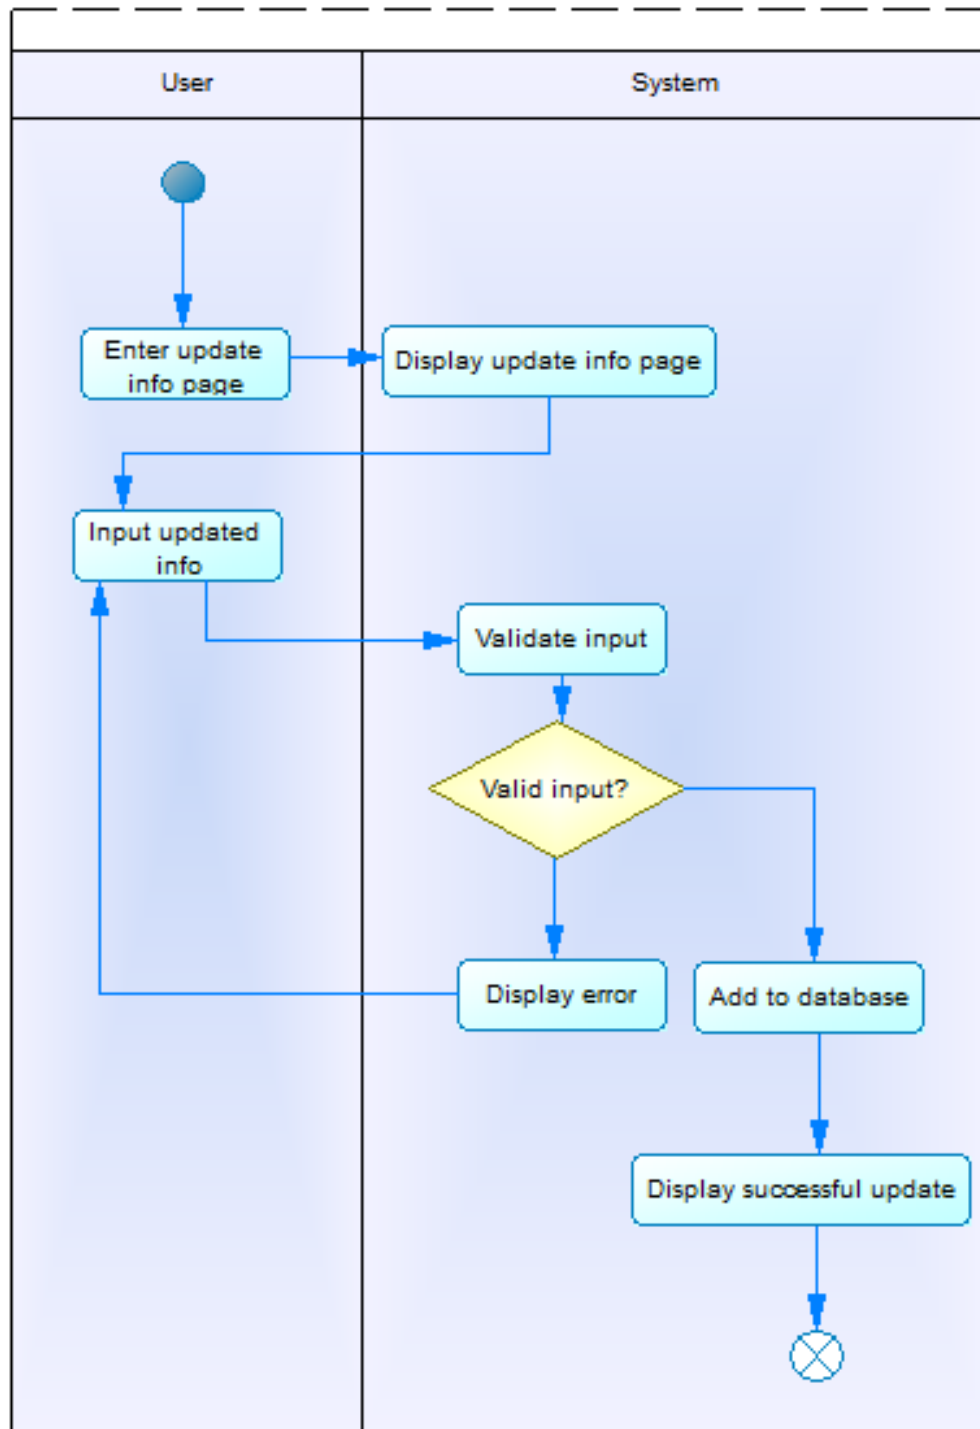 User
System
Enter update
info page
Display update info page
Input updated
info
Validate input
Valid input?
Display error
Add to database
Display successful update